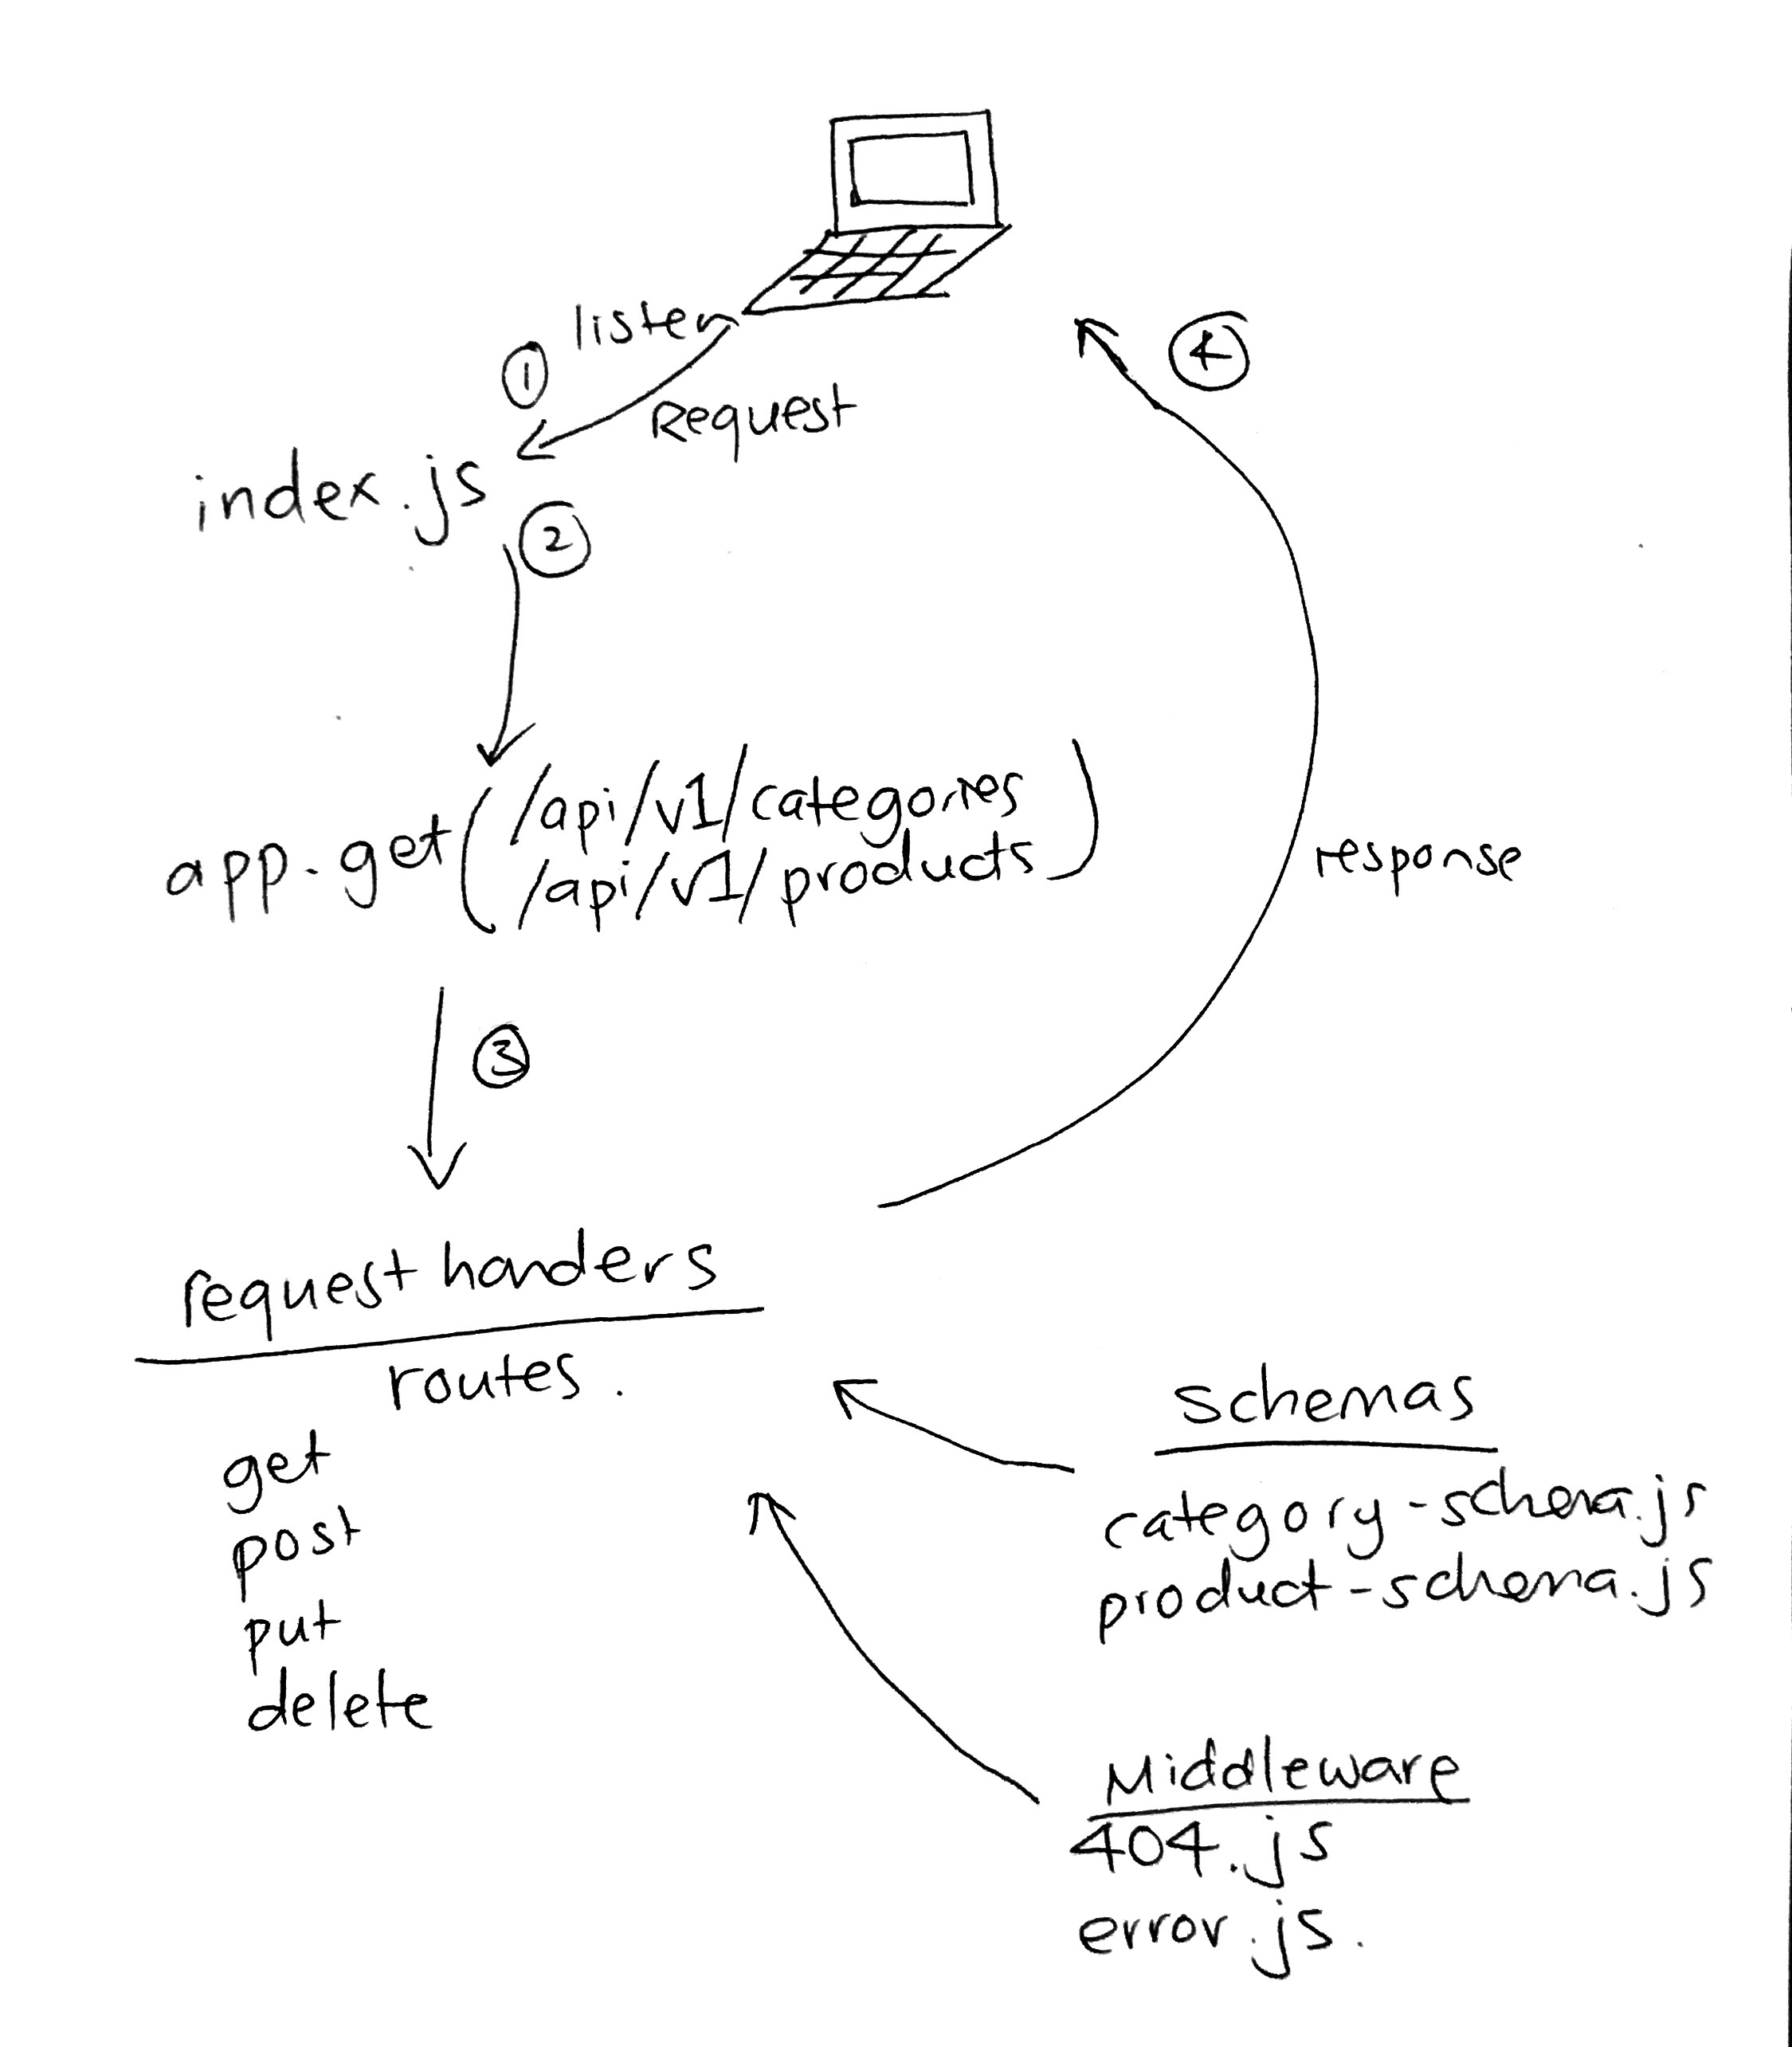 listen
①
Request
④
index.js
②
app.get(/api/v1/categories
/api/v1/products)
response
③
request handers
routes.
get
post
put
delete
Schemas
category-schema.js
product-schema.js
Middleware
404.js
error.js.